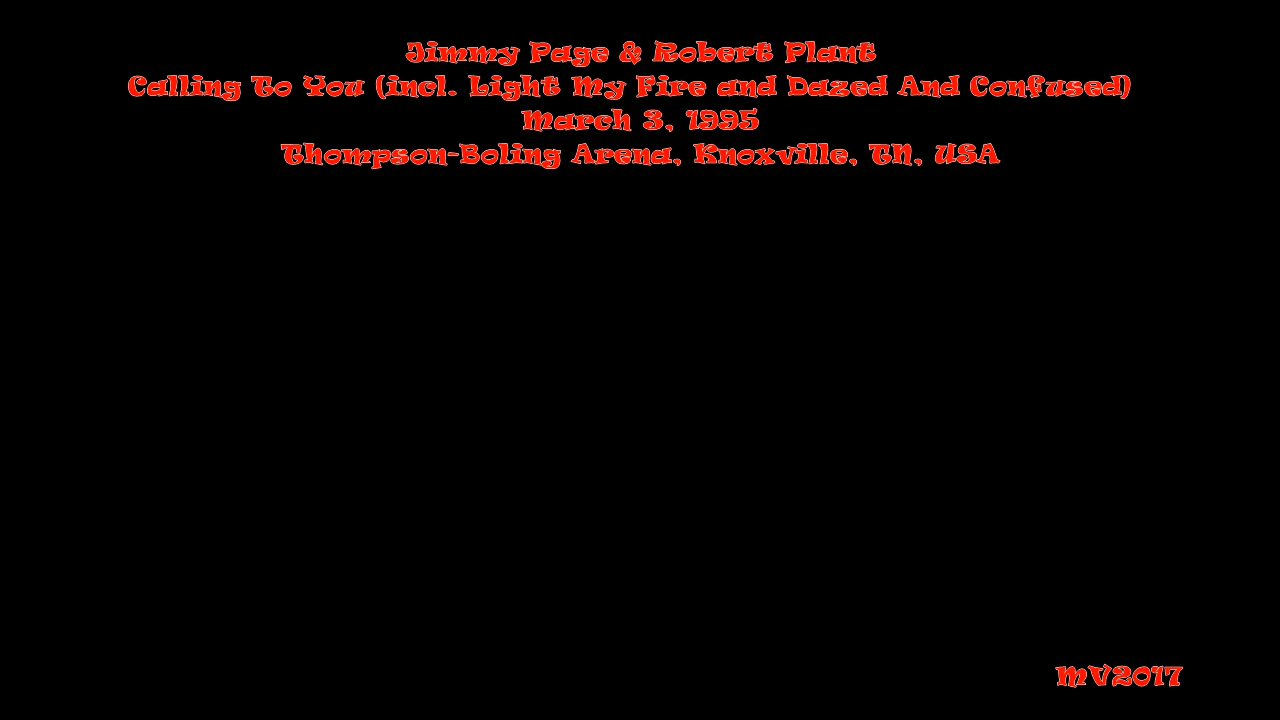 Jimmy Page & Robert Plant
Calling To You (incl. Light My Fire and Dazed And Confused)
March 3, 1995
Thompson-Boling Arena, Knoxville, TN, USA
MV2017